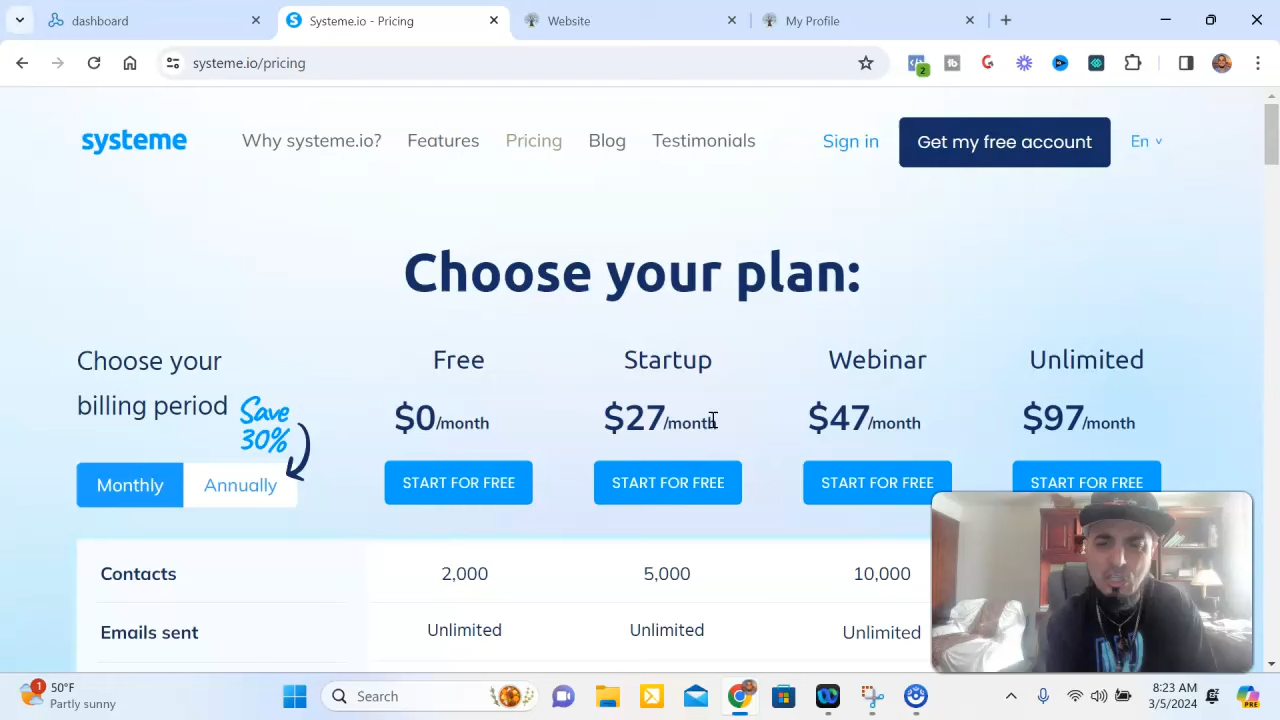 dashboard
Systeme.io - Pricing
Website
My Profile
systeme.io/pricing
2
systeme
Why systeme.io?
Features
Pricing
Blog
Testimonials
Sign in
Get my free account
En
Choose your plan:
Choose your
billing period
Save
30%
Monthly
Annually
Free
Startup
Webinar
Unlimited
$0/month
$27/month
$47/month
$97/month
START FOR FREE
START FOR FREE
START FOR FREE
START FOR FREE
Contacts
2,000
5,000
10,000
Emails sent
Unlimited
Unlimited
Unlimited
1
50°F
Partly sunny
Search
8:23 AM
3/5/2024
PRE